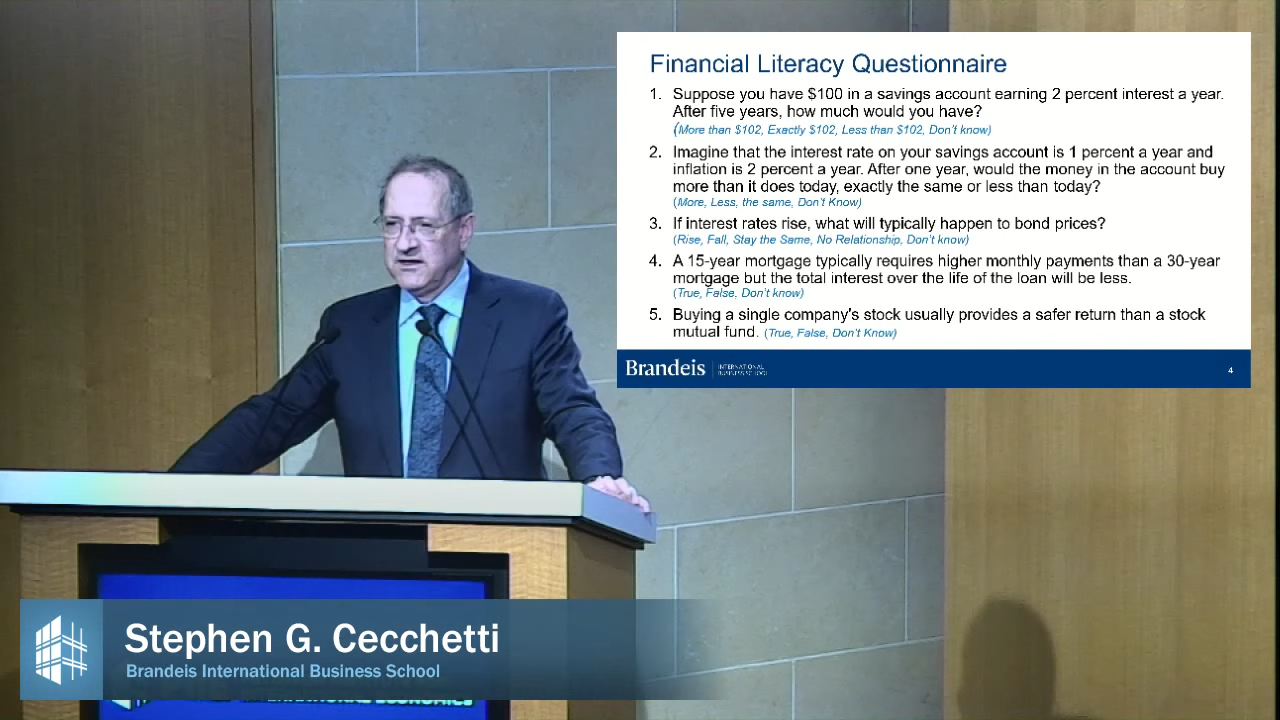 Financial Literacy Questionnaire
1. Suppose you have $100 in a savings account earning 2 percent interest a year.
After five years, how much would you have?
(More than $102, Exactly $102, Less than $102, Don't know)
2. Imagine that the interest rate on your savings account is 1 percent a year and
inflation is 2 percent a year. After one year, would the money in the account buy
more than it does today, exactly the same or less than today?
(More, Less, the same, Don't Know)
3. If interest rates rise, what will typically happen to bond prices?
(Rise, Fall, Stay the Same, No Relationship, Don't know)
4. A 15-year mortgage typically requires higher monthly payments than a 30-year
mortgage but the total interest over the life of the loan will be less.
(True, False, Don't know)
5. Buying a single company's stock usually provides a safer return than a stock
mutual fund. (True, False, Don't Know)
Brandeis
INTERNATIONAL
BUSINESS SCHOOL
4
Stephen G. Cecchetti
Brandeis International Business School
ECONOMICS